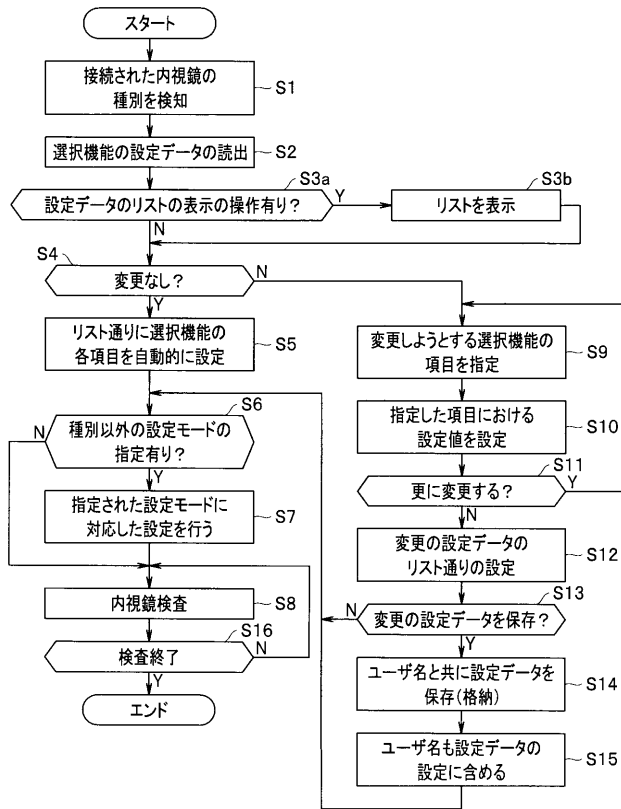 スタート
接続された内視鏡の
種別を検知
S1
選択機能の設定データの読出
S2
設定データのリストの表示の操作有り？
S3a
Y
N
リストを表示
S3b
変更なし？
S4
N
Y
リスト通りに選択機能の
各項目を自動的に設定
S5
種別以外の設定モードの
指定有り？
S6
N
Y
指定された設定モードに
対応した設定を行う
S7
内視鏡検査
S8
検査終了
S16
N
Y
エンド
変更しようとする選択機能の
項目を指定
S9
指定した項目における
設定値を設定
S10
更に変更する？
S11
Y
N
変更の設定データの
リスト通りの設定
S12
変更の設定データを保存？
S13
N
Y
ユーザ名と共に設定データを
保存(格納)
S14
ユーザ名も設定データの
設定に含める
S15